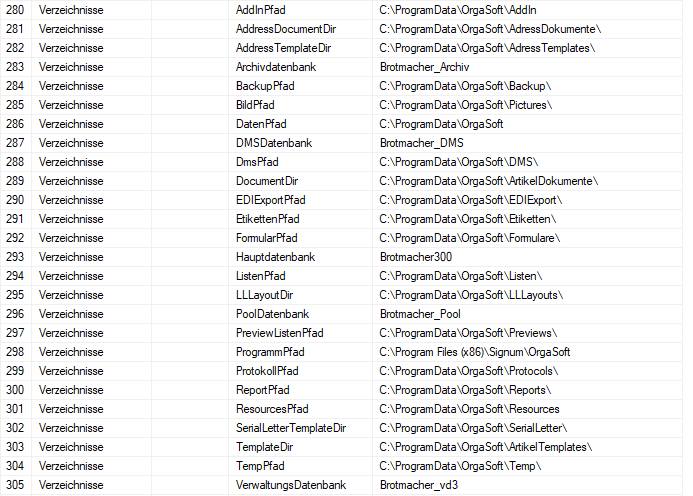 280 Verzeichnisse AddInPfad C:\ProgramData\OrgaSoft\AddIn
281 Verzeichnisse AddressDocumentDir C:\ProgramData\OrgaSoft\AdressDokumente\
282 Verzeichnisse AddressTemplateDir C:\ProgramData\OrgaSoft\AdressTemplates\
283 Verzeichnisse Archivdatenbank Brotmacher_Archiv
284 Verzeichnisse BackupPfad C:\ProgramData\OrgaSoft\Backup\
285 Verzeichnisse BildPfad C:\ProgramData\OrgaSoft\Pictures\
286 Verzeichnisse DatenPfad C:\ProgramData\OrgaSoft
287 Verzeichnisse DMSDatenbank Brotmacher_DMS
288 Verzeichnisse DmsPfad C:\ProgramData\OrgaSoft\DMS\
289 Verzeichnisse DocumentDir C:\ProgramData\OrgaSoft\ArtikelDokumente\
290 Verzeichnisse EDIExportPfad C:\ProgramData\OrgaSoft\EDIExport\
291 Verzeichnisse EtikettenPfad C:\ProgramData\OrgaSoft\Etiketten\
292 Verzeichnisse FormularPfad C:\ProgramData\OrgaSoft\Formulare\
293 Verzeichnisse Hauptdatenbank Brotmacher300
294 Verzeichnisse ListenPfad C:\ProgramData\OrgaSoft\Listen\
295 Verzeichnisse LLLayoutDir C:\ProgramData\OrgaSoft\LLLayouts\
296 Verzeichnisse PoolDatenbank Brotmacher_Pool
297 Verzeichnisse PreviewListenPfad C:\ProgramData\OrgaSoft\Previews\
298 Verzeichnisse ProgrammPfad C:\Program Files (x86)\Signum\OrgaSoft
299 Verzeichnisse ProtokollPfad C:\ProgramData\OrgaSoft\Protocols\
300 Verzeichnisse ReportPfad C:\ProgramData\OrgaSoft\Reports\
301 Verzeichnisse ResourcesPfad C:\ProgramData\OrgaSoft\Resources
302 Verzeichnisse SerialLetterTemplateDir C:\ProgramData\OrgaSoft\SerialLetter\
303 Verzeichnisse TemplateDir C:\ProgramData\OrgaSoft\ArtikelTemplates\
304 Verzeichnisse TempPfad C:\ProgramData\OrgaSoft\Temp\
305 Verzeichnisse VerwaltungsDatenbank Brotmacher_vd3